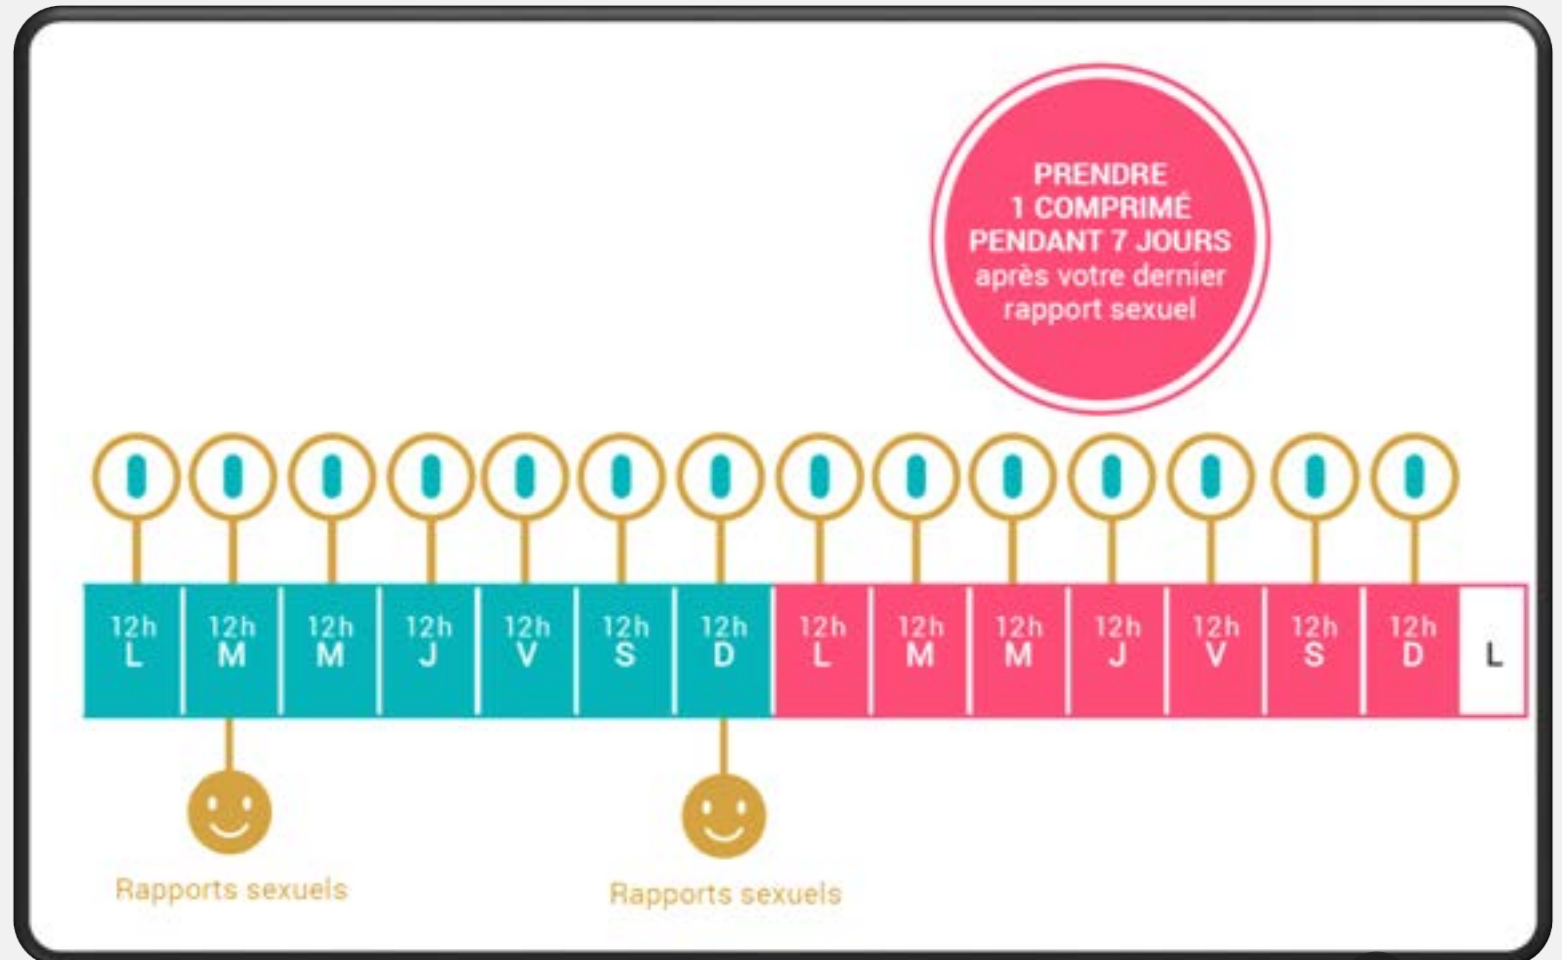 PRENDRE
1 COMPRIMÉ
PENDANT 7 JOURS
après votre dernier
rapport sexuel
12h 12h 12h 12h 12h 12h 12h 12h 12h 12h 12h 12h 12h 12h
L M M J V S D L M M J V S D L
Rapports sexuels Rapports sexuels